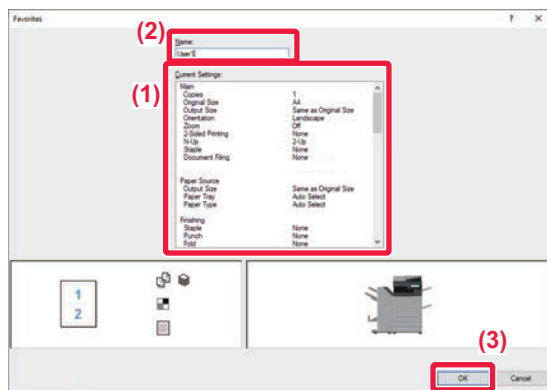 Favorites ? X
(2)
Name:
User1
Current Settings:
(1)
Main
Copies 1
Original Size A4
Output Size Same as Original Size
Orientation Landscape
Zoom Off
2-Sided Printing None
N-Up 2-Up
Staple None
Document Filing: None
Paper Source
Output Size Same as Original Size
Paper Tray Auto Select
Paper Type Auto Select
Finishing
Staple None
Punch None
Fold None
1
2
(3)
OK Cancel